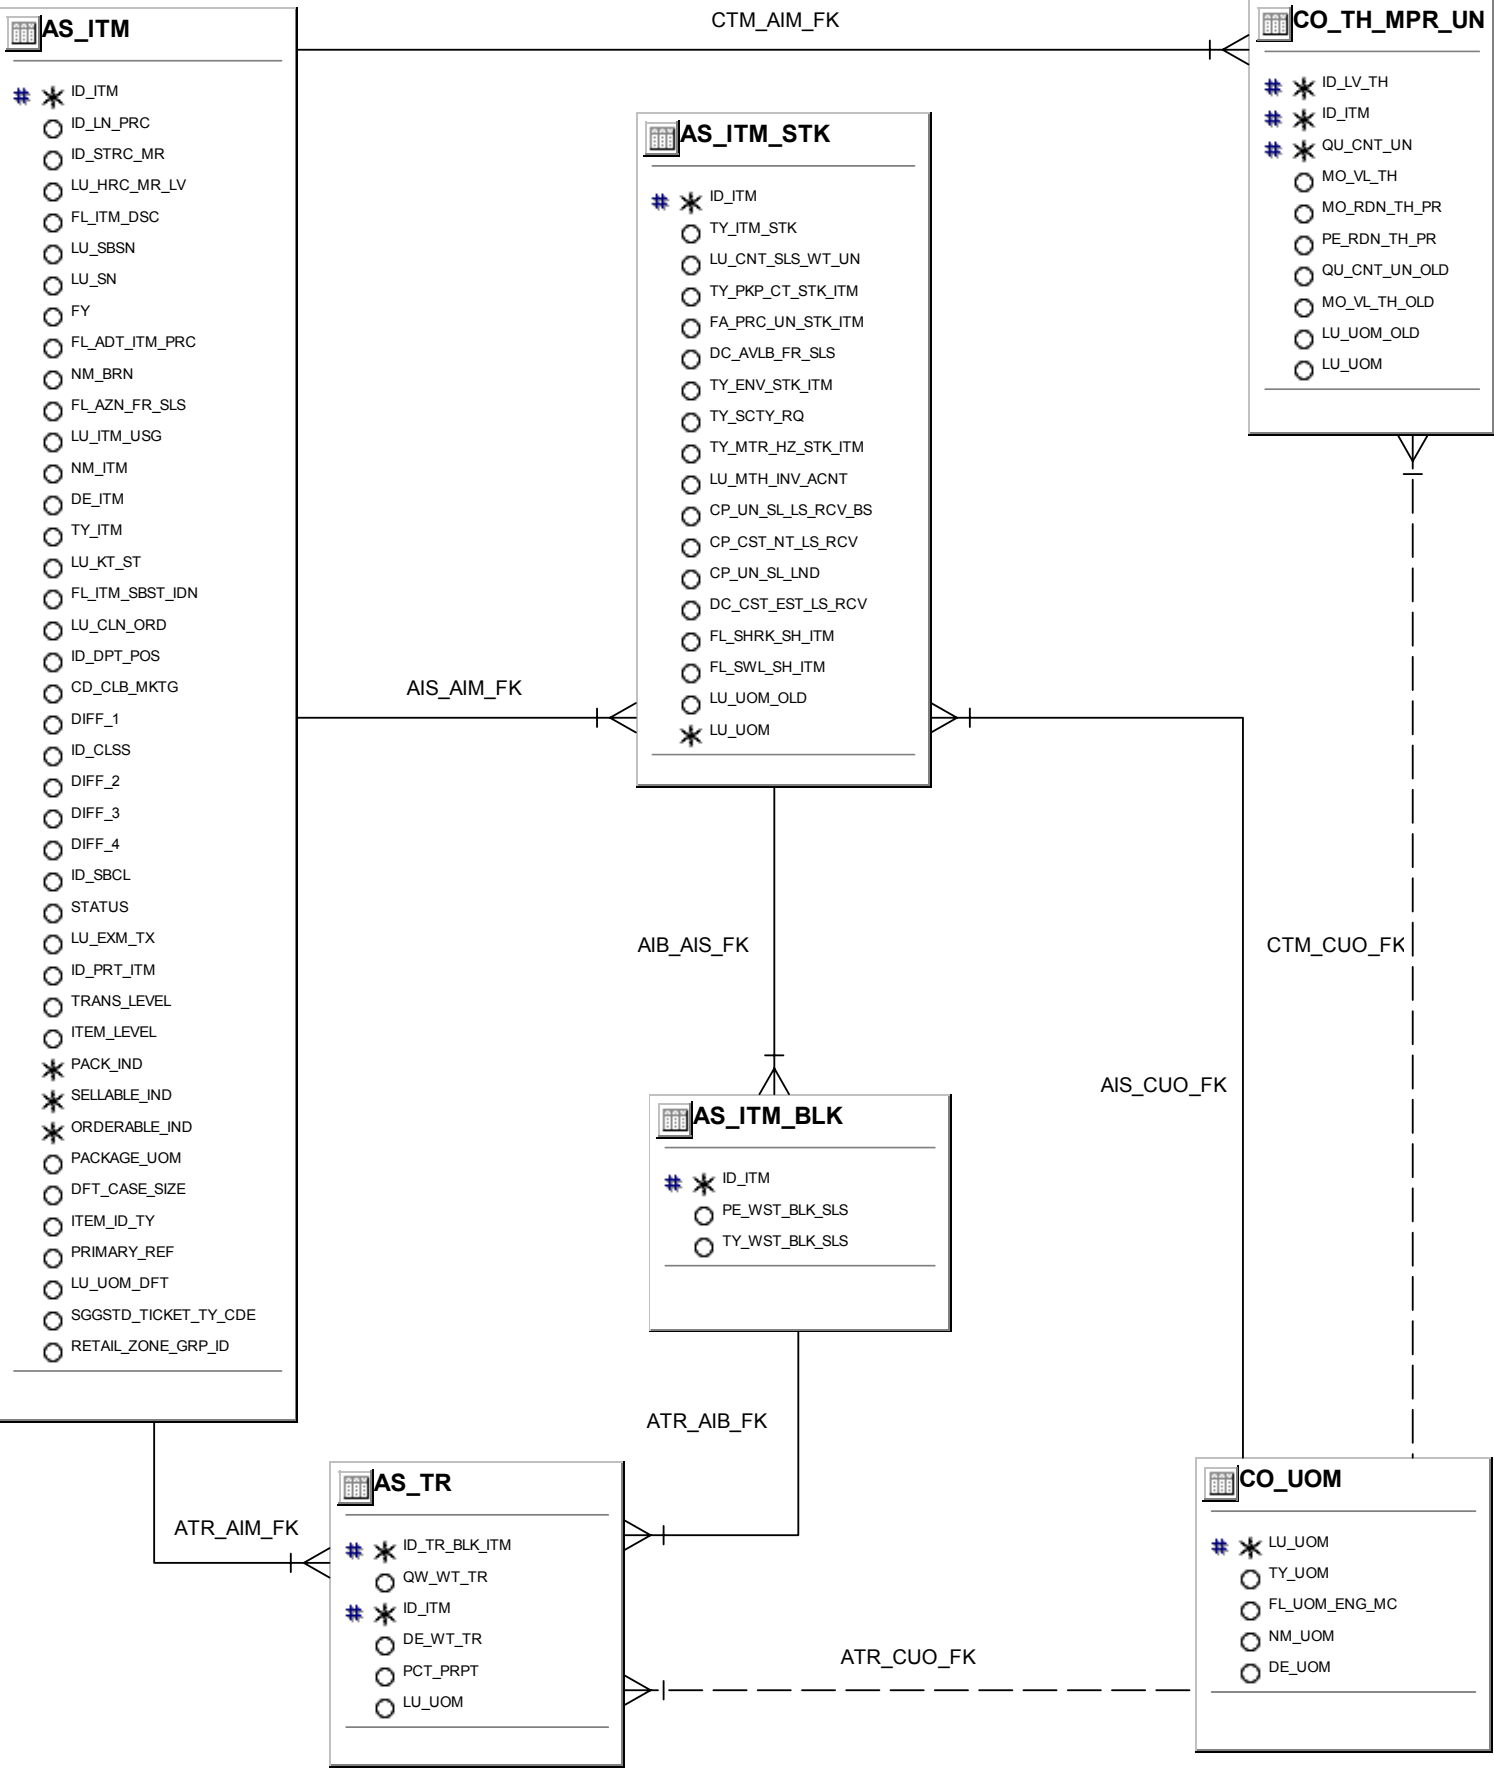 AS_ITM
# * ID_ITM
ID_LN_PRC
ID_STRC_MR
LU_HRC_MR_LV
FL_ITM_DSC
LU_SBSN
LU_SN
FY
FL_ADT_ITM_PRC
NM_BRN
FL_AZN_FR_SLS
LU_ITM_USG
NM_ITM
DE_ITM
TY_ITM
LU_KT_ST
FL_ITM_SBST_IDN
LU_CLN_ORD
ID_DPT_POS
CD_CLB_MKTG
DIFF_1
ID_CLSS
DIFF_2
DIFF_3
DIFF_4
ID_SBCL
STATUS
LU_EXM_TX
ID_PRT_ITM
TRANS_LEVEL
ITEM_LEVEL
* PACK_IND
* SELLABLE_IND
* ORDERABLE_IND
PACKAGE_UOM
DFT_CASE_SIZE
ITEM_ID_TY
PRIMARY_REF
LU_UOM_DFT
SGGSTD_TICKET_TY_CDE
RETAIL_ZONE_GRP_ID
CTM_AIM_FK
CO_TH_MPR_UN
# * ID_LV_TH
# * ID_ITM
# * QU_CNT_UN
MO_VL_TH
MO_RDN_TH_PR
PE_RDN_TH_PR
QU_CNT_UN_OLD
MO_VL_TH_OLD
LU_UOM_OLD
LU_UOM
AS_ITM_STK
# * ID_ITM
TY_ITM_STK
LU_CNT_SLS_WT_UN
TY_PKP_CT_STK_ITM
FA_PRC_UN_STK_ITM
DC_AVLB_FR_SLS
TY_ENV_STK_ITM
TY_SCTY_RQ
TY_MTR_HZ_STK_ITM
LU_MTH_INV_ACNT
CP_UN_SL_LS_RCV_BS
CP_CST_NT_LS_RCV
CP_UN_SL_LND
DC_CST_EST_LS_RCV
FL_SHRK_SH_ITM
FL_SWL_SH_ITM
LU_UOM_OLD
* LU_UOM
AIS_AIM_FK
AIB_AIS_FK
CTM_CUO_FK
AIS_CUO_FK
AS_ITM_BLK
# * ID_ITM
PE_WST_BLK_SLS
TY_WST_BLK_SLS
ATR_AIB_FK
ATR_AIM_FK
AS_TR
# * ID_TR_BLK_ITM
QW_WT_TR
# * ID_ITM
DE_WT_TR
PCT_PRPT
LU_UOM
ATR_CUO_FK
CO_UOM
# * LU_UOM
TY_UOM
FL_UOM_ENG_MC
NM_UOM
DE_UOM